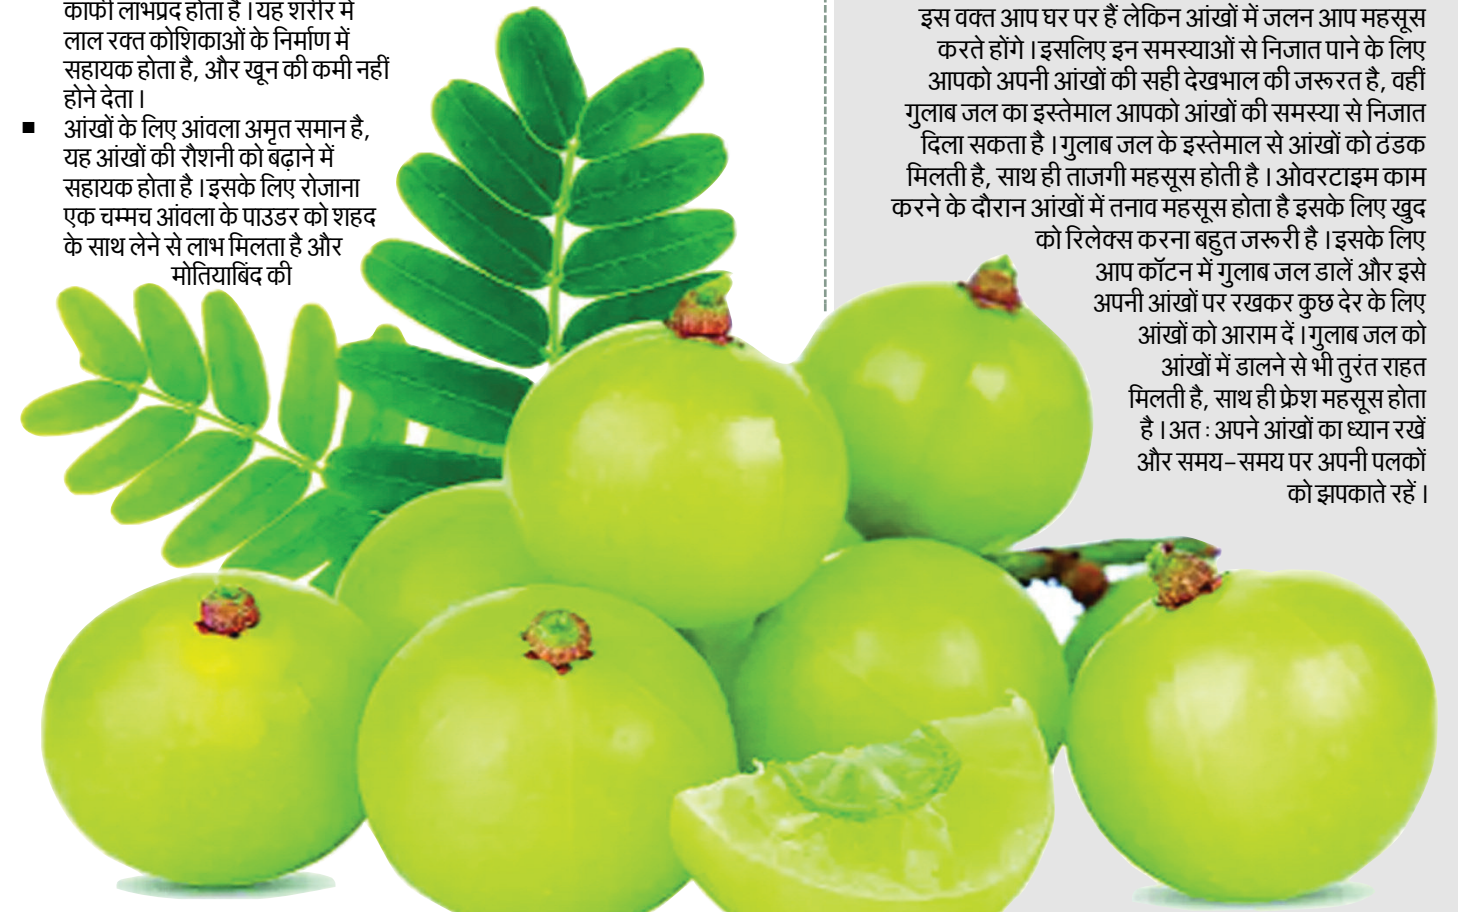 काफी लाभप्रद होता है। यह शरीर में
लाल रक्त कोशिकाओं के निर्माण में
सहायक होता है, और खून की कमी नहीं
होने देता।
■ आंखों के लिए आंवला अमृत समान है,
यह आंखों की रौशनी को बढ़ाने में
सहायक होता है। इसके लिए रोजाना
एक चम्मच आंवला के पाउडर को शहद
के साथ लेने से लाभ मिलता है और
मोतियाबिंद की
इस वक्त आप घर पर हैं लेकिन आंखों में जलन आप महसूस
करते होंगे। इसलिए इन समस्याओं से निजात पाने के लिए
आपको अपनी आंखों की सही देखभाल की जरूरत है, वहीं
गुलाब जल का इस्तेमाल आपको आंखों की समस्या से निजात
दिला सकता है। गुलाब जल के इस्तेमाल से आंखों को ठंडक
मिलती है, साथ ही ताजगी महसूस होती है। ओवरटाइम काम
करने के दौरान आंखों में तनाव महसूस होता है इसके लिए खुद
को रिलेक्स करना बहुत जरूरी है। इसके लिए
आप कॉटन में गुलाब जल डालें और इसे
अपनी आंखों पर रखकर कुछ देर के लिए
आंखों को आराम दें। गुलाब जल को
आंखों में डालने से भी तुरंत राहत
मिलती है, साथ ही फ्रेश महसूस होता
है। अत: अपने आंखों का ध्यान रखें
और समय-समय पर अपनी पलकों
को झपकाते रहें।